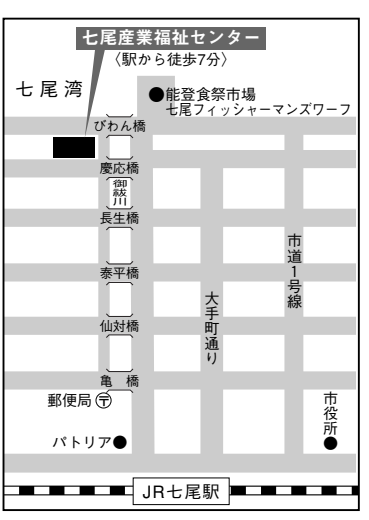 七尾産業福祉センター
〈駅から徒歩7分〉
七尾湾
能登食祭市場
七尾フィッシャーマンズワーフ
びわん橋
慶応橋
御祓川
長生橋
市道1号線
泰平橋
大手町通り
仙対橋
亀橋
郵便局〒
市役所
パトリア
JR七尾駅